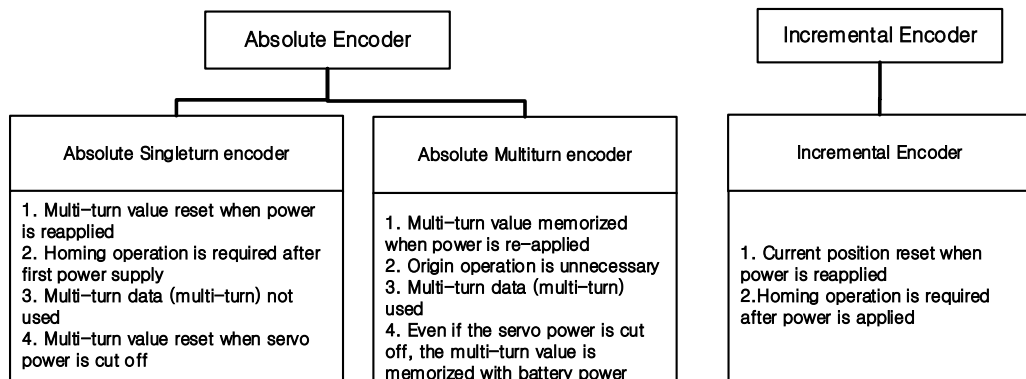 Absolute Encoder
Incremental Encoder
Absolute Singleturn encoder
1. Multi-turn value reset when power
is reapplied
2. Homing operation is required after
first power supply
3. Multi-turn data (multi-turn) not
used
4. Multi-turn value reset when servo
power is cut off
Absolute Multiturn encoder
1. Multi-turn value memorized
when power is re-applied
2. Origin operation is unnecessary
3. Multi-turn data (multi-turn)
used
4. Even if the servo power is cut
off, the multi-turn value is
memorized with battery power
Incremental Encoder
1. Current position reset when
power is reapplied
2.Homing operation is required
after power is applied